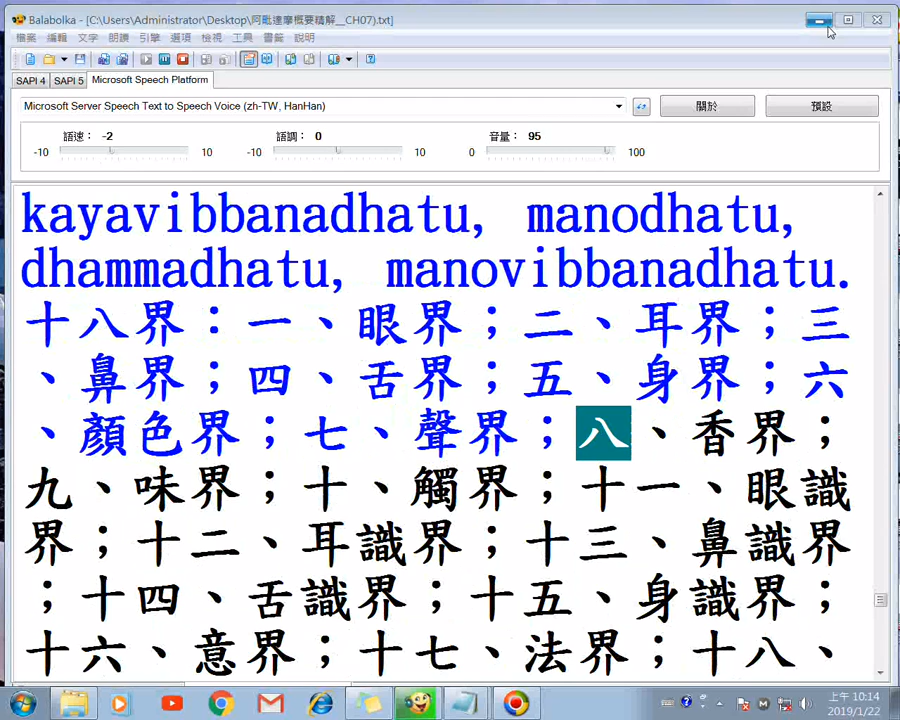 Balabolka - [C:\Users\Administrator\Desktop\阿毗達摩概要精解__CH07).txt]
檔案 編輯 文字 朗讀 引擎 選項 檢視 工具 書籤 說明
SAPI 4 SAPI 5 Microsoft Speech Platform
Microsoft Server Speech Text to Speech Voice (zh-TW, HanHan) 關於 預設
語速： -2 語調： 0 音量： 95
-10 10 -10 10 0 100
kayavibbanadhatu, manodhatu,
dhammadhatu, manovibbanadhatu.
十八界：一、眼界；二、耳界；三
、鼻界；四、舌界；五、身界；六
、顏色界；七、聲界；八、香界；
九、味界；十、觸界；十一、眼識
界；十二、耳識界；十三、鼻識界
；十四、舌識界；十五、身識界；
十六、意界；十七、法界；十八、
上午 10:14
2019/1/22